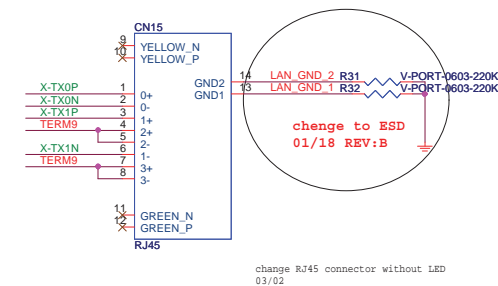 CN15
9 YELLOW_N
10 YELLOW_P
GND2 14 LAN_GND_2 R31 V-PORT-0603-220K
GND1 13 LAN_GND_1 R32 V-PORT-0603-220K
X-TX0P 1 0+
X-TX0N 2 0-
X-TX1P 3 1+
TERM9 4 2+
5 2-
X-TX1N 6 1-
TERM9 7 3+
8 3-
chenge to ESD
01/18 REV:B
11 GREEN_N
12 GREEN_P
RJ45
change RJ45 connector without LED
03/02